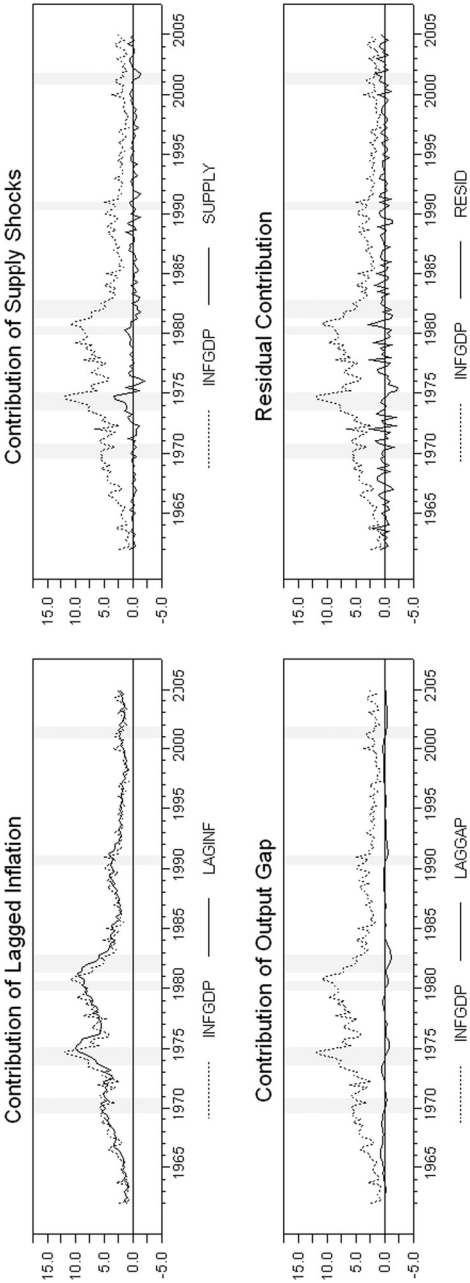 Contribution of Lagged Inflation
15.0
10.0
5.0
0.0
-5.0
1965 1970 1975 1980 1985 1990 1995 2000 2305
INFGDP LAGINF
Contribution of Supply Shocks
15.0
10.0
5.0
0.0
-5.0
1965 1970 1975 1980 1985 1990 1995 2000 2005
INFGDP SUPPLY
Contribution of Output Gap
15.0
10.0
5.0
0.0
-5.0
1965 1970 1975 1980 1985 1990 1995 2000 2305
INFGDP LAGGAP
Residual Contribution
15.0
10.0
5.0
0.0
-5.0
1965 1970 1975 1980 1985 1990 1995 2000 2005
INFGDP RESID